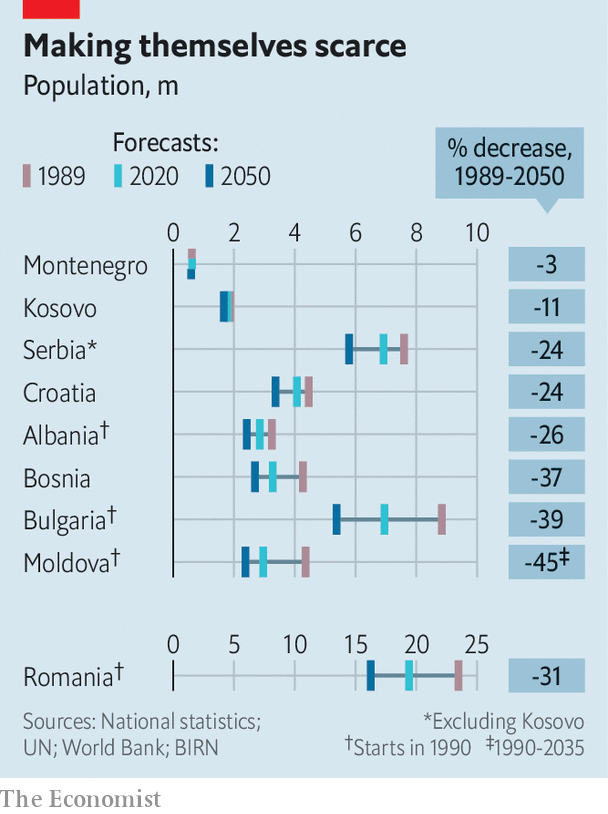 Making themselves scarce
Population, m
Forecasts:
1989 2020 2050
% decrease,
1989-2050
0 2 4 6 8 10
Montenegro -3
Kosovo -11
Serbia* -24
Croatia -24
Albania† -26
Bosnia -37
Bulgaria† -39
Moldova† -45‡
0 5 10 15 20 25
Romania† -31
Sources: National statistics;
UN; World Bank; BIRN
*Excluding Kosovo
†Starts in 1990 ‡1990-2035
The Economist